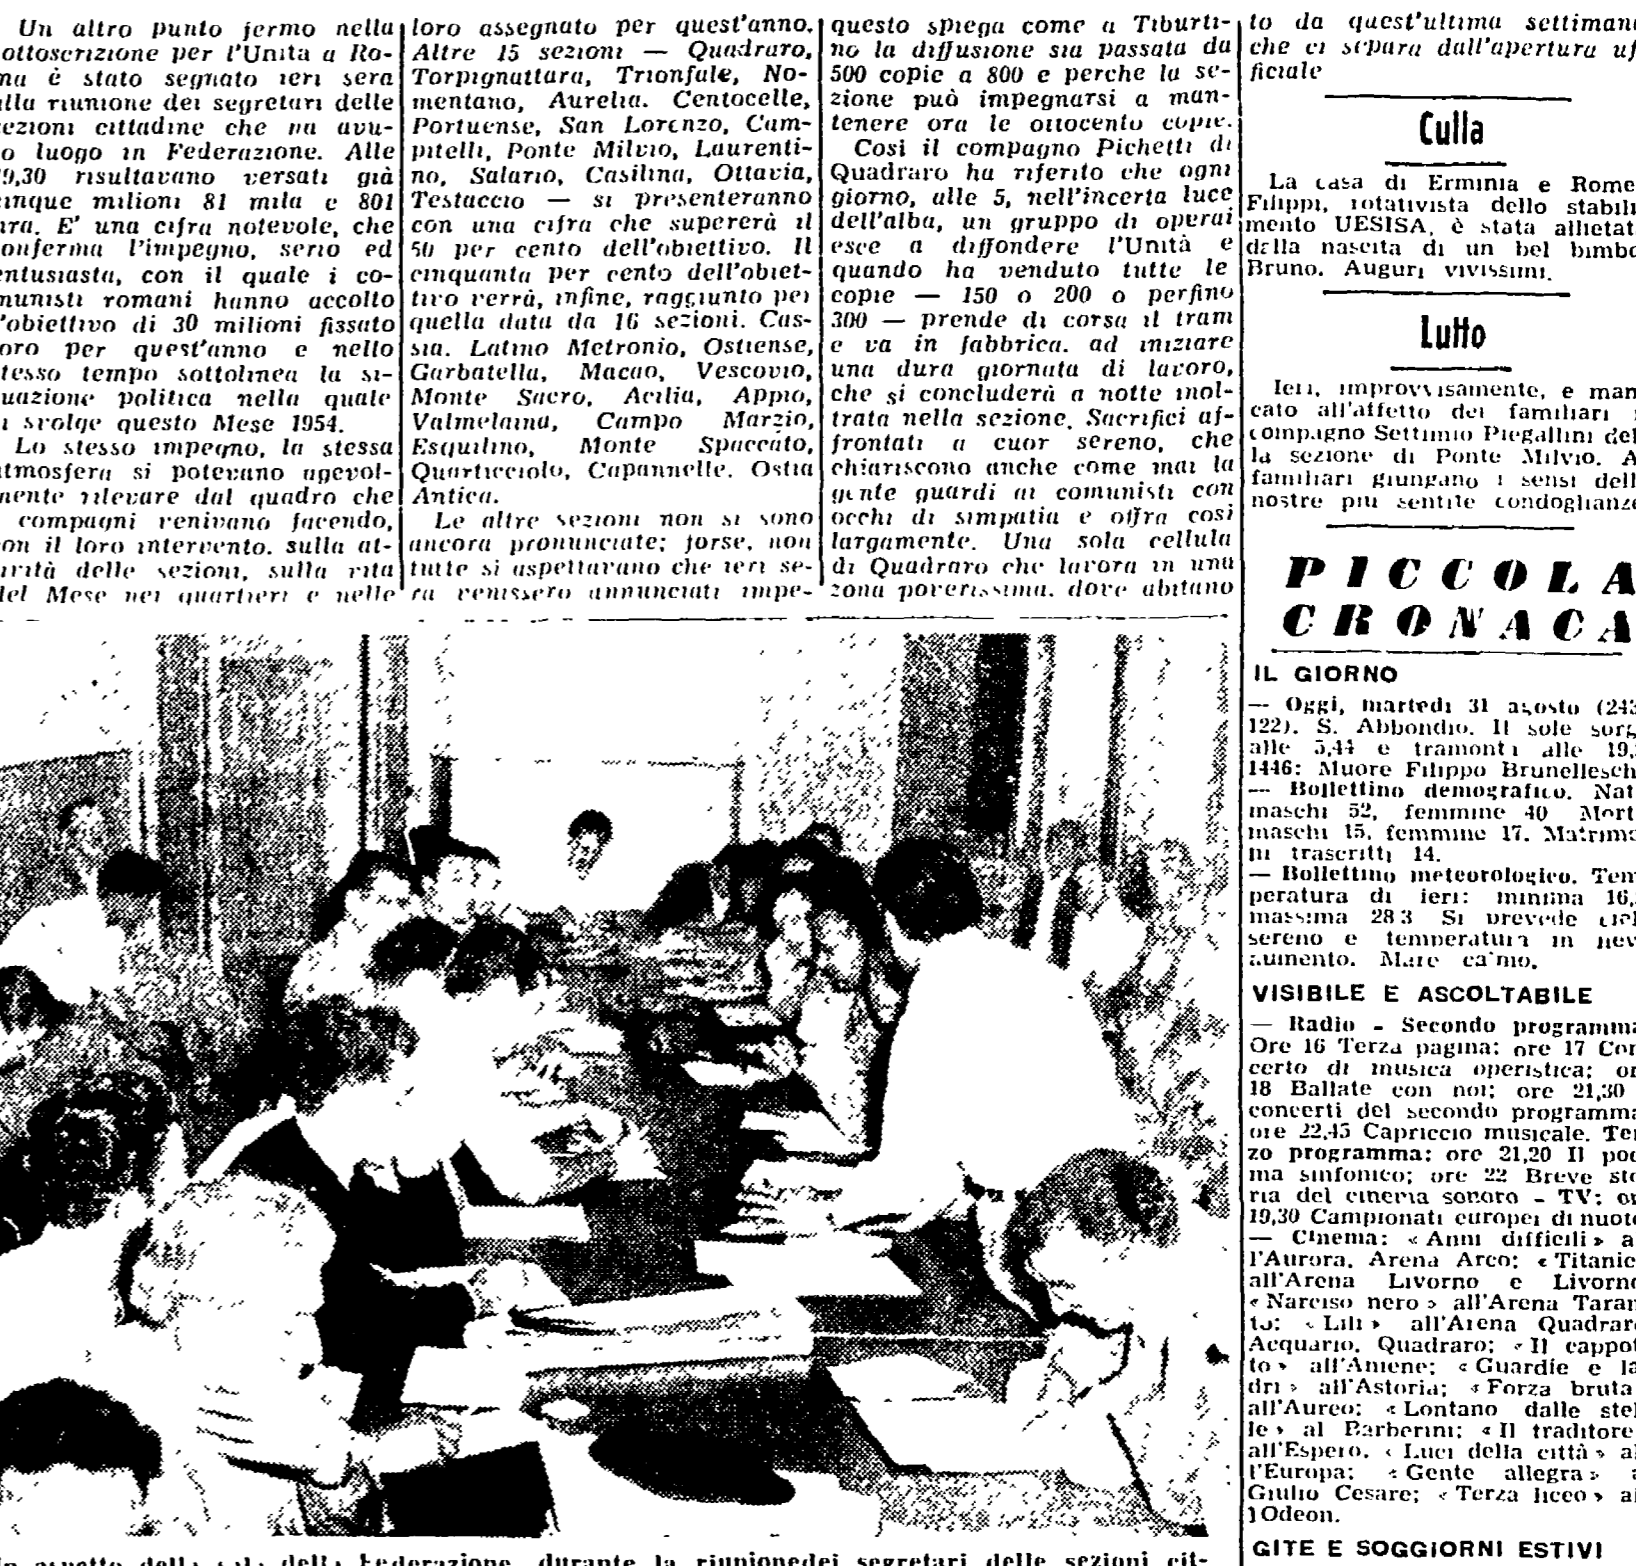 Un altro punto fermo nella
ottoscrizione per l'Unità a Ro-
ma è stato segnato ieri sera
alla riunione dei segretari delle
ezioni cittadine che ha avu-
o luogo in Federazione. Alle
19,30 risultavano versati già
inque milioni 81 mila e 801
ira. E' una cifra notevole, che
onferma l'impegno, serio ed
entusiasta, con il quale i co-
munisti romani hanno accolto
l'obiettivo di 30 milioni fissato
oro per quest'anno e nello
tesso tempo sottolinea la si-
uazione politica nella quale
i svolge questo Mese 1954.
Lo stesso impegno, la stessa
atmosfera si potevano agevol-
mente rilevare dal quadro che
compagni venivano facendo,
on il loro intervento, sulla at-
ività delle sezioni, sulla vita
del Mese nei quartieri e nelle
loro assegnato per quest'anno.
Altre 15 sezioni — Quadraro,
Torpignattara, Trionfale, No-
mentano, Aurelia. Centocelle,
Portuense, San Lorenzo, Cam-
pitelli, Ponte Milvio, Laurenti-
no, Salario, Casilina, Ottavia,
Testaccio — si presenteranno
con una cifra che supererà il
50 per cento dell'obiettivo. Il
cinquanta per cento dell'obiet-
tivo verrà, infine, raggiunto per
quella data da 16 sezioni. Cas-
sia. Latino Metronio, Ostiense,
Garbatella, Macao, Vescovio,
Monte Sacro, Acilia, Appio,
Valmelaina, Campo Marzio,
Esquilino, Monte Spaccato,
Quarticciolo, Capannelle. Ostia
Antica.
Le altre sezioni non si sono
ancora pronunciate; forse, non
tutte si aspettavano che ieri se-
ra venissero annunciati impe-
questo spiega come a Tiburti-
no la diffusione sia passata da
500 copie a 800 e perche la se-
zione può impegnarsi a man-
tenere ora le ottocento copie.
Così il compagno Pichetti di
Quadraro ha riferito che ogni
giorno, alle 5, nell'incerta luce
dell'alba, un gruppo di operai
esce a diffondere l'Unità e
quando ha venduto tutte le
copie — 150 o 200 o perfino
300 — prende di corsa il tram
e va in fabbrica. ad iniziare
una dura giornata di lavoro,
che si concluderà a notte inol-
trata nella sezione. Sacrifici af-
frontati a cuor sereno, che
chiariscono anche come mai la
gente guardi ai comunisti con
occhi di simpatia e offra così
largamente. Una sola cellula
di Quadraro che lavora in una
zona poverissima, dove abitano
to da quest'ultima settiman
che ci separa dall'apertura uf
ficiale
Culla
La casa di Erminia e Rome
Filippi, rotativista dello stabili
mento UESISA, è stata allietat
dalla nascita di un bel bimbo
Bruno. Auguri vivissimi.
Lutto
Ieri, improvvisamente, e man
cato all'affetto dei familiari
compagno Settimio Piegallini del
la sezione di Ponte Milvio. A
familiari giungano i sensi dell
nostre piu sentite condoglianze
PICCOLA
CRONACA
IL GIORNO
— Oggi, martedì 31 agosto (243
122). S. Abbondio. Il sole sorg
alle 5,44 e tramonta alle 19,
1446: Muore Filippo Brunellesch
— Bollettino demografico. Nat
maschi 52, femmine 40 Mort
maschi 15, femmine 17. Matrimo
ni trascritti 14.
— Bollettino meteorologico. Tem
peratura di ieri: minima 16,
massima 28 3 Si prevede ciel
sereno e temperatura in liev
aumento. Mare calmo.
VISIBILE E ASCOLTABILE
— Radio - Secondo programma
Ore 16 Terza pagina; ore 17 Con
certo di musica operistica; or
18 Ballate con noi; ore 21,30
concerti del secondo programma
ore 22,45 Capriccio musicale. Ter
zo programma: ore 21,20 Il poe
ma sinfonico; ore 22 Breve sto
ria del cinema sonoro - TV: or
19,30 Campionati europei di nuoto
— Cinema: « Anni difficili » al
l'Aurora, Arena Arco; « Titanic
all'Arena Livorno e Livorno
« Narciso nero » all'Arena Taran
to; « Lili » all'Arena Quadraro
Acquario, Quadraro; « Il cappot
to » all'Aniene; « Guardie e la
dri » all'Astoria; « Forza bruta
all'Aureo; « Lontano dalle stel
le » al Barberini; « Il traditore
all'Espero, « Luci della città » al
l'Europa; « Gente allegra » a
Giulio Cesare; « Terza liceo » al
l'Odeon.
GITE E SOGGIORNI ESTIVI
n aspetto della sala della Federazione, durante la riunione dei segretari delle sezioni cit-